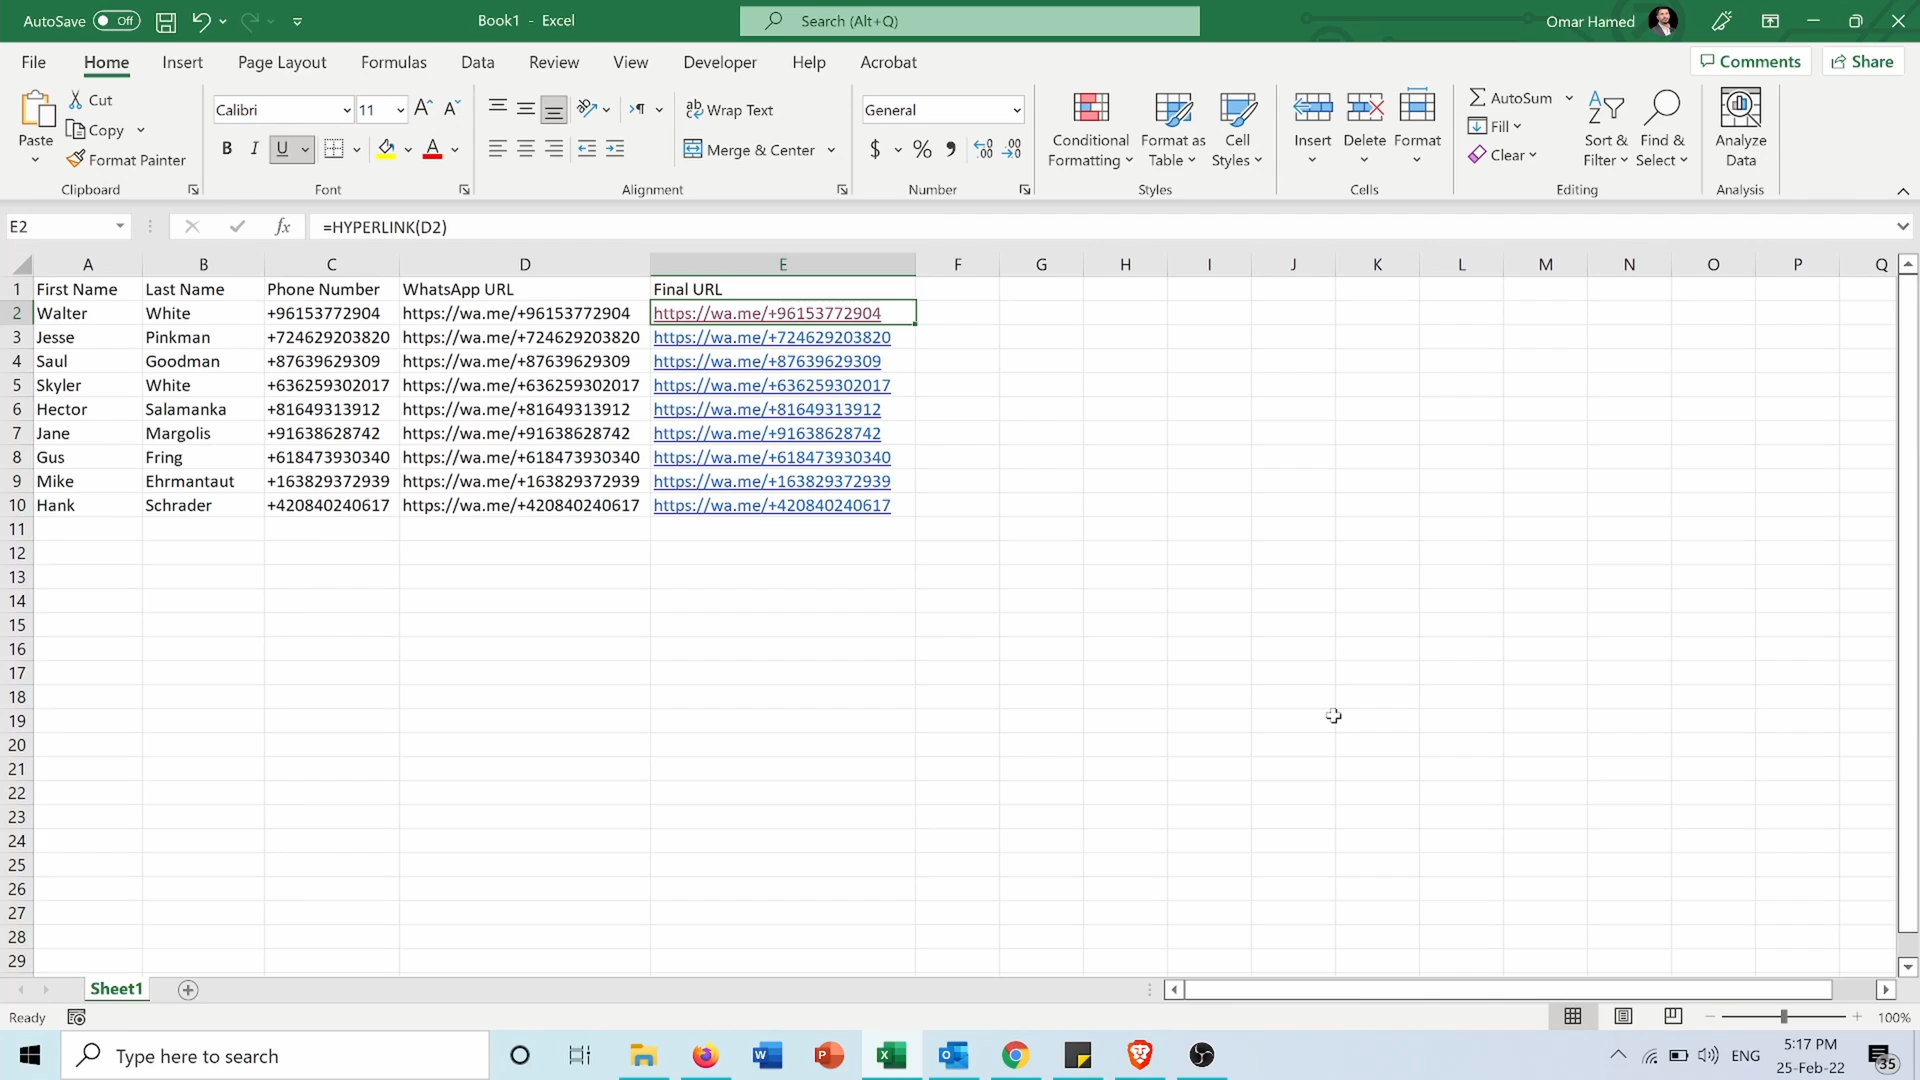 AutoSave Off Book1 - Excel Search (Alt+Q) Omar Hamed
File Home Insert Page Layout Formulas Data Review View Developer Help Acrobat Comments Share
Paste Cut Copy Format Painter Clipboard
Calibri 11 B I U A Font
Wrap Text Merge & Center Alignment
General $ % Number
Conditional Formatting Format as Table Cell Styles Styles
Insert Delete Format Cells
AutoSum Fill Clear Sort & Filter Find & Select Editing
Analyze Data Analysis
E2 fx =HYPERLINK(D2)
A B C D E F G H I J K L M N O P Q
1 First Name Last Name Phone Number WhatsApp URL Final URL
2 Walter White +96153772904 https://wa.me/+96153772904 https://wa.me/+96153772904
3 Jesse Pinkman +724629203820 https://wa.me/+724629203820 https://wa.me/+724629203820
4 Saul Goodman +87639629309 https://wa.me/+87639629309 https://wa.me/+87639629309
5 Skyler White +636259302017 https://wa.me/+636259302017 https://wa.me/+636259302017
6 Hector Salamanka +81649313912 https://wa.me/+81649313912 https://wa.me/+81649313912
7 Jane Margolis +91638628742 https://wa.me/+91638628742 https://wa.me/+91638628742
8 Gus Fring +618473930340 https://wa.me/+618473930340 https://wa.me/+618473930340
9 Mike Ehrmantaut +163829372939 https://wa.me/+163829372939 https://wa.me/+163829372939
10 Hank Schrader +420840240617 https://wa.me/+420840240617 https://wa.me/+420840240617
11
12
13
14
15
16
17
18
19
20
21
22
23
24
25
26
27
28
29
Sheet1
Ready 100%
Type here to search ENG 5:17 PM
25-Feb-22 35